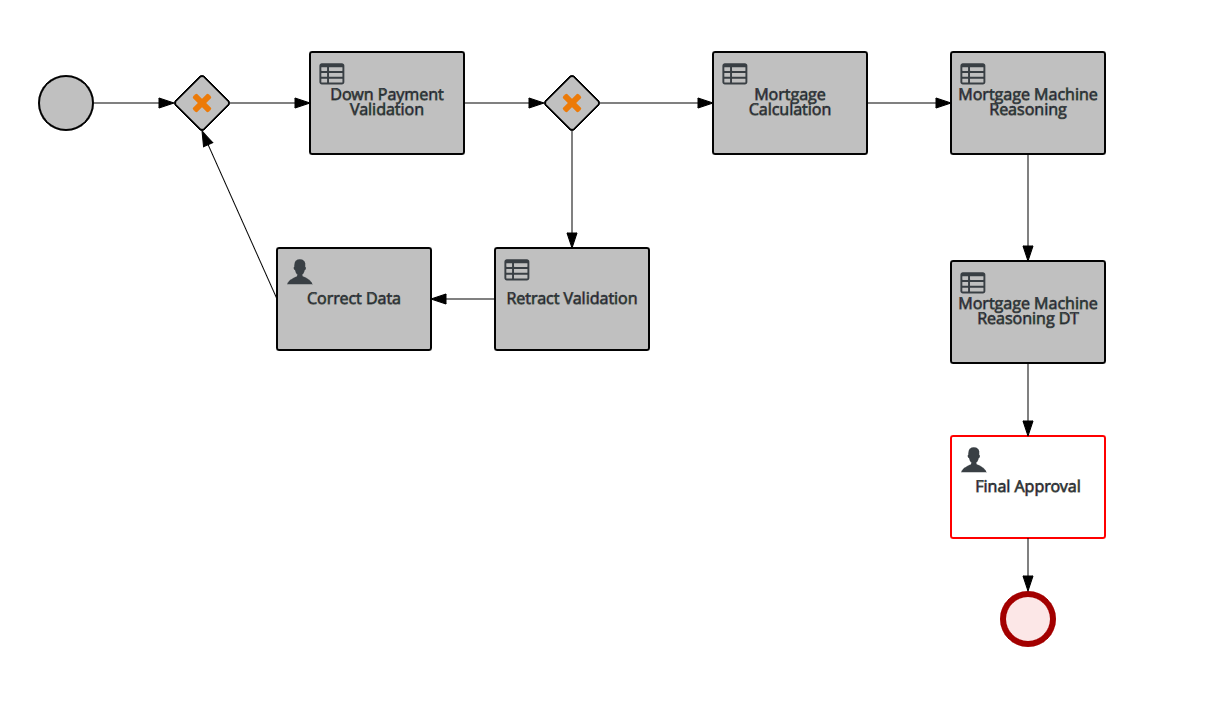 Down Payment
Validation
Mortgage
Calculation
Mortgage Machine
Reasoning
Correct Data
Retract Validation
Mortgage Machine
Reasoning DT
Final Approval